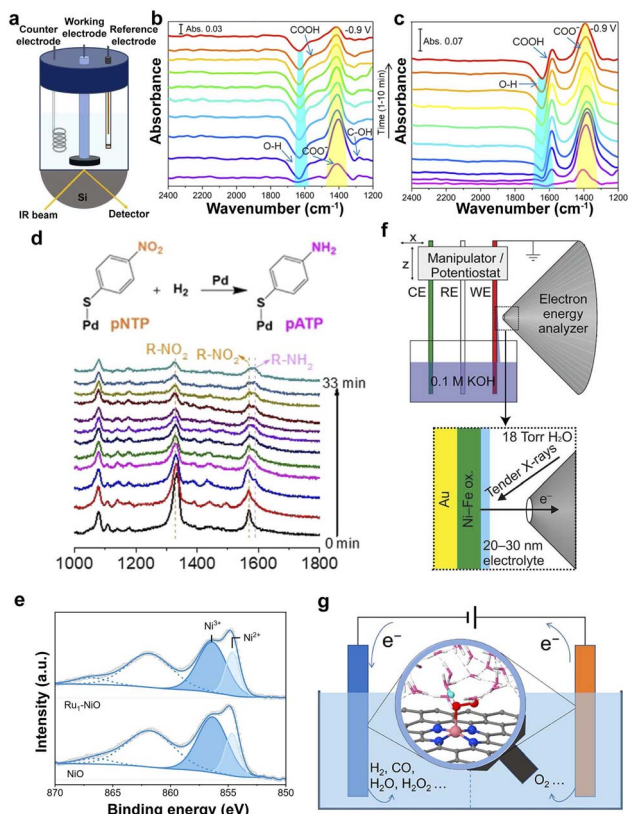 a
Counter
electrode
Working
electrode
Reference
electrode
Si
IR beam
Detector
b
Abs. 0.03
COOH
-0.9 V
O-H
COO⁻
C-OH
Time (1-10 min)
Absorbance
2400 2200 2000 1800 1600 1400 1200
Wavenumber (cm⁻¹)
c
Abs. 0.07
COOH
COO⁻
-0.9 V
O-H
Absorbance
2400 2200 2000 1800 1600 1400 1200
Wavenumber (cm⁻¹)
d
NO₂
S
Pd
pNTP
+ H₂
Pd
NH₂
S
Pd
pATP
R-NO₂
R-NO₂
R-NH₂
33 min
0 min
1000 1200 1400 1600 1800
e
Ni³⁺
Ni²⁺
Ru₁-NiO
NiO
Intensity (a.u.)
870 865 860 855 850
Binding energy (eV)
f
x
z
Manipulator /
Potentiostat
CE RE WE
Electron
energy
analyzer
0.1 M KOH
18 Torr H₂O
Tender X-rays
Au
Ni–Fe ox.
e⁻
20–30 nm
electrolyte
g
e⁻
e⁻
H₂, CO,
H₂O, H₂O₂ ...
O₂ ...